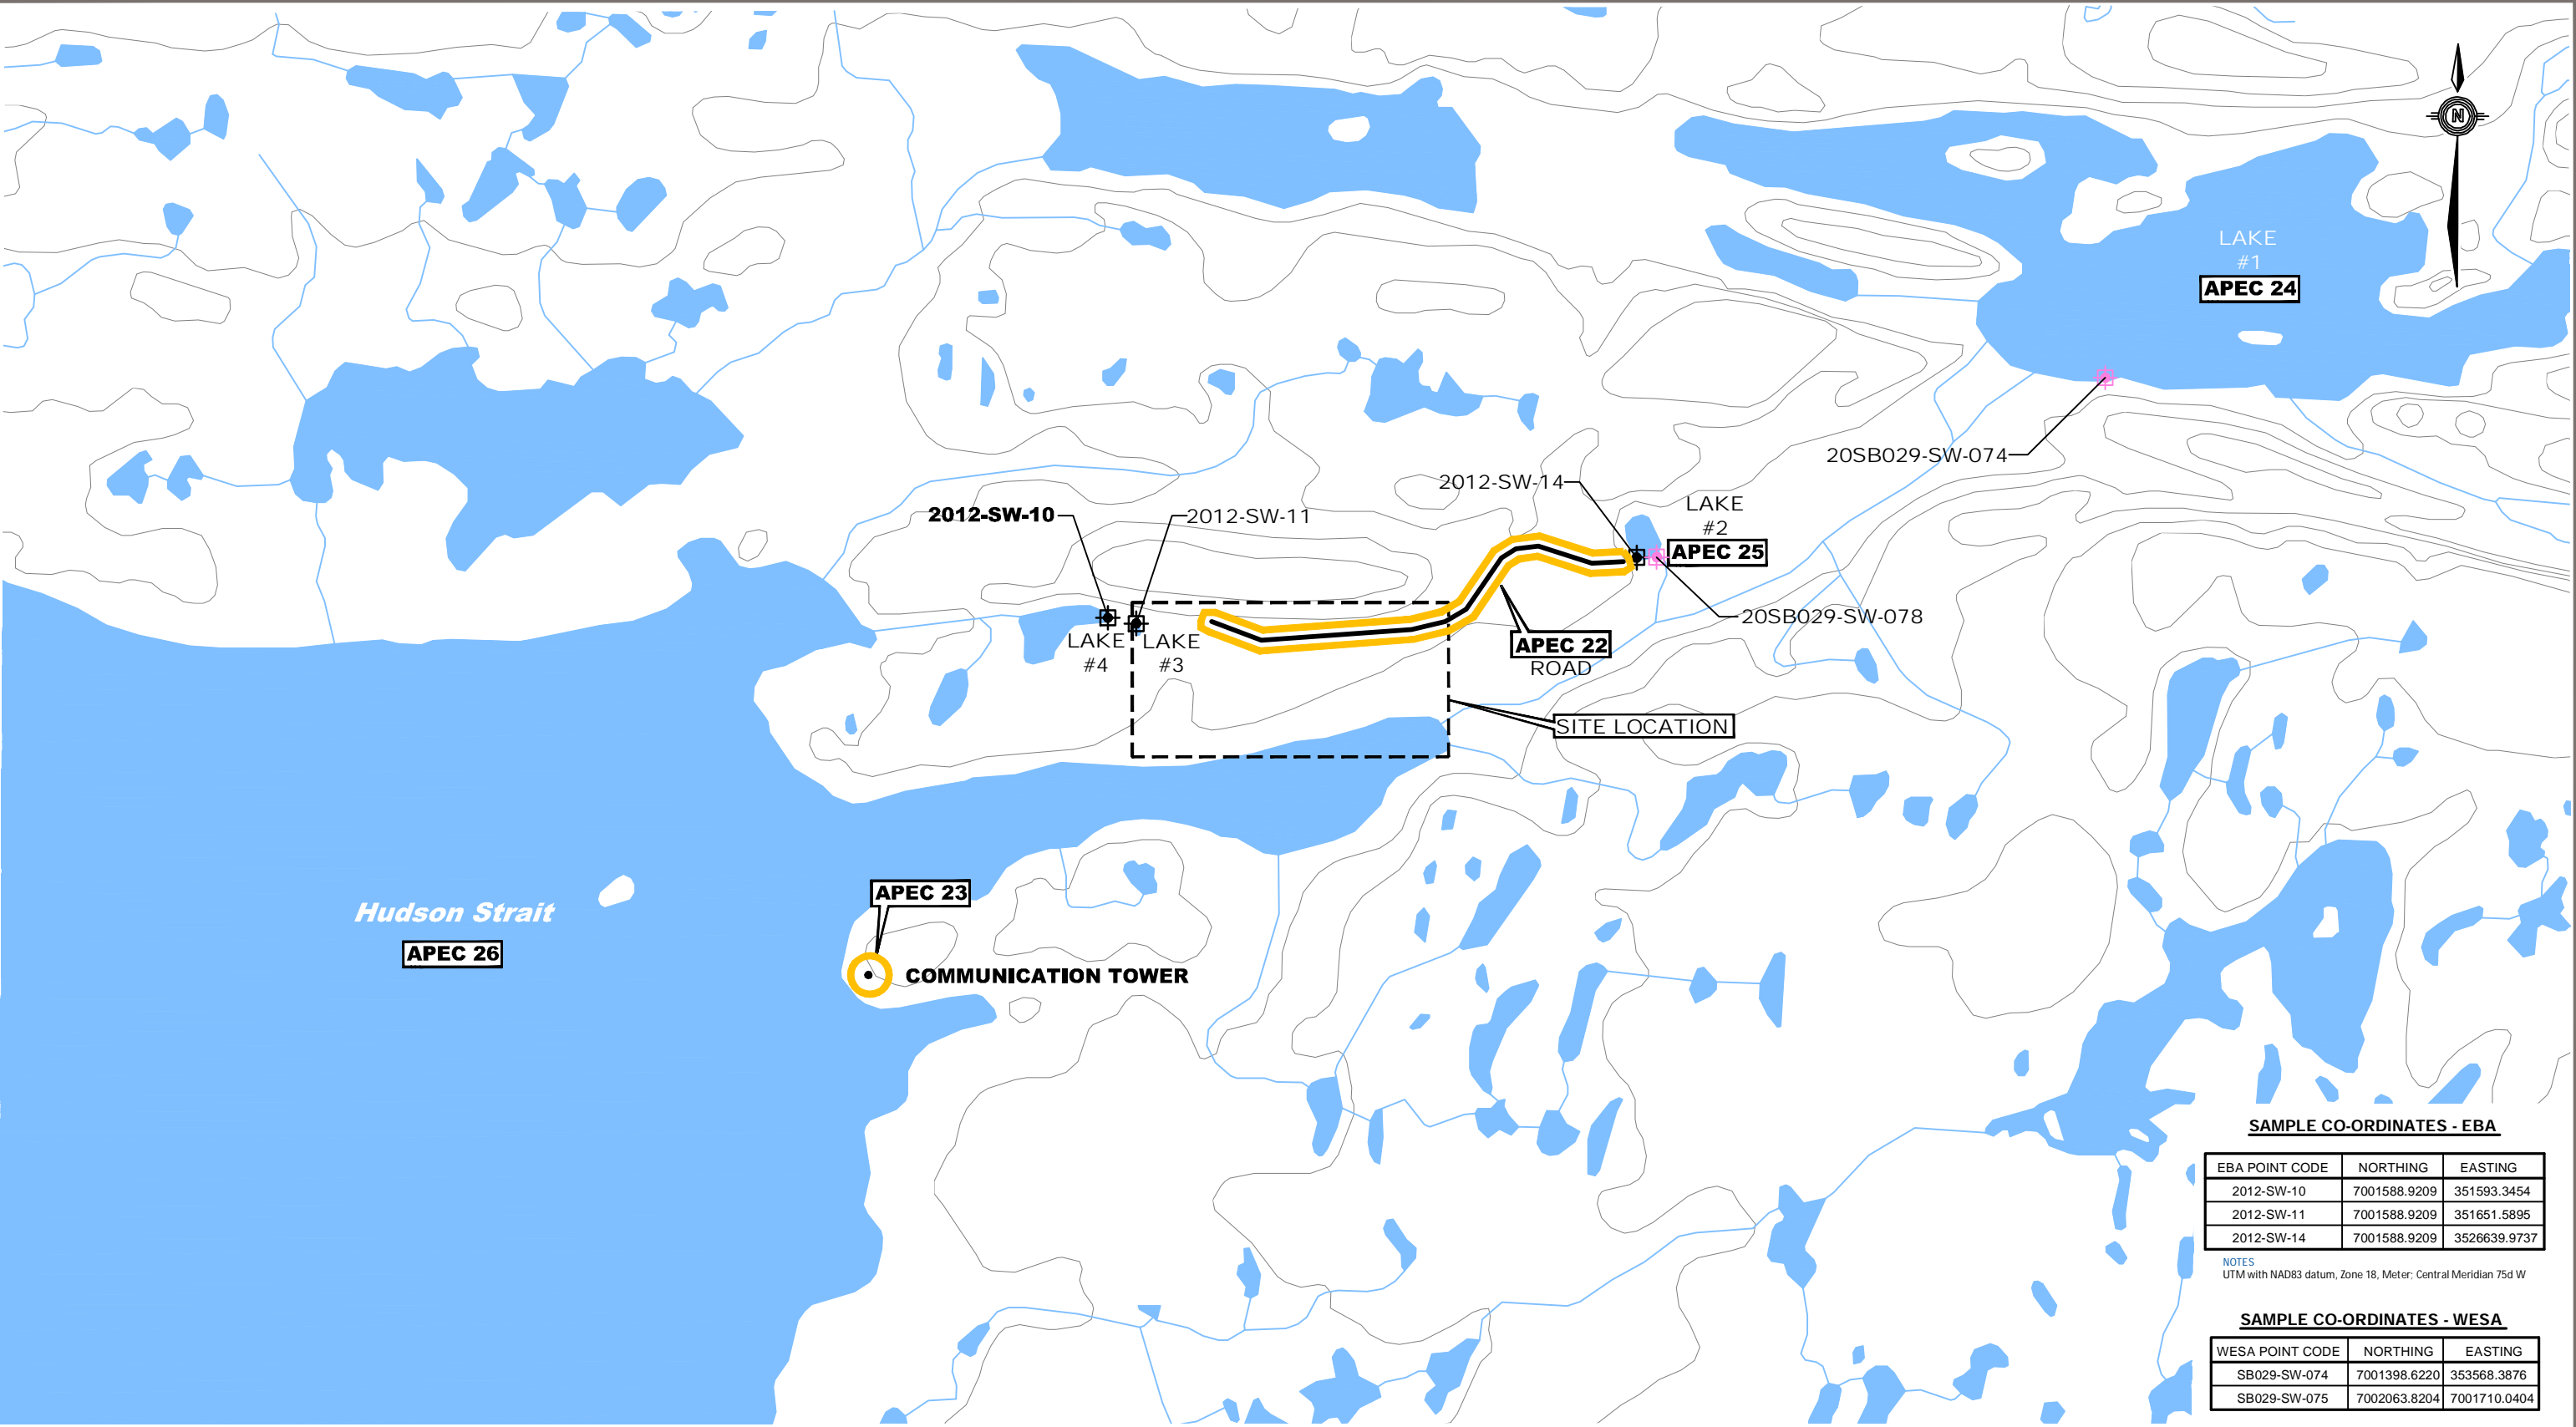 N
LAKE
#1
APEC 24
20SB029-SW-074
2012-SW-14
LAKE
#2
APEC 25
2012-SW-10
2012-SW-11
20SB029-SW-078
LAKE
#4
LAKE
#3
APEC 22
ROAD
SITE LOCATION
APEC 23
Hudson Strait
APEC 26
COMMUNICATION TOWER
SAMPLE CO-ORDINATES - EBA
EBA POINT CODE NORTHING EASTING
2012-SW-10 7001588.9209 351593.3454
2012-SW-11 7001588.9209 351651.5895
2012-SW-14 7001588.9209 3526639.9737
NOTES
UTM with NAD83 datum, Zone 18, Meter; Central Meridian 75d W
SAMPLE CO-ORDINATES - WESA
WESA POINT CODE NORTHING EASTING
SB029-SW-074 7001398.6220 353568.3876
SB029-SW-075 7002063.8204 7001710.0404